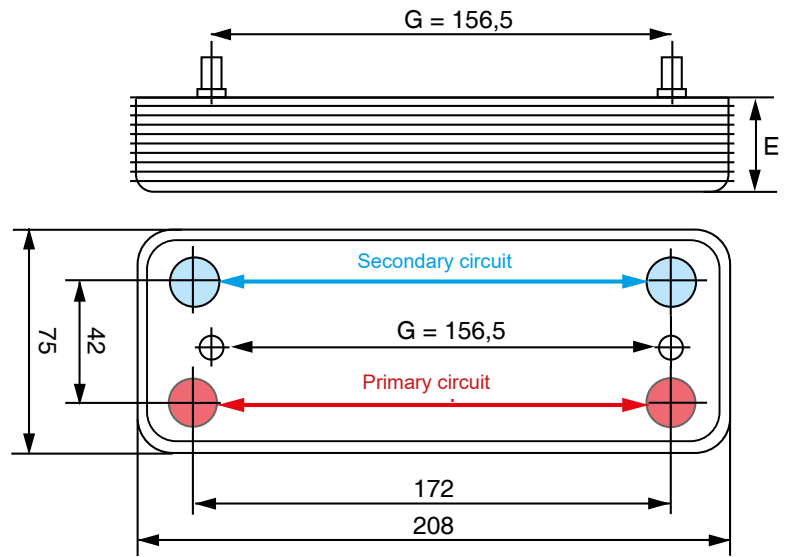 G = 156,5
E
Secondary circuit
G = 156,5
Primary circuit
75
42
172
208